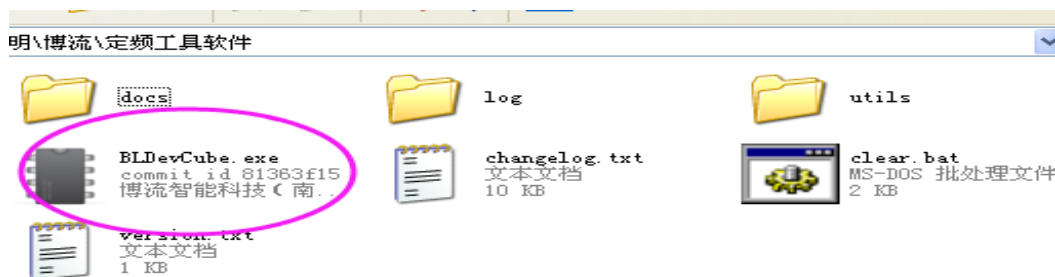 明\博流\定频工具软件
docs
log
utils
BLDevCube.exe
commit id 81363f15
博流智能科技(南...
changelog.txt
文本文档
10 KB
clear.bat
MS-DOS 批处理文件
2 KB
version.txt
文本文档
1 KB